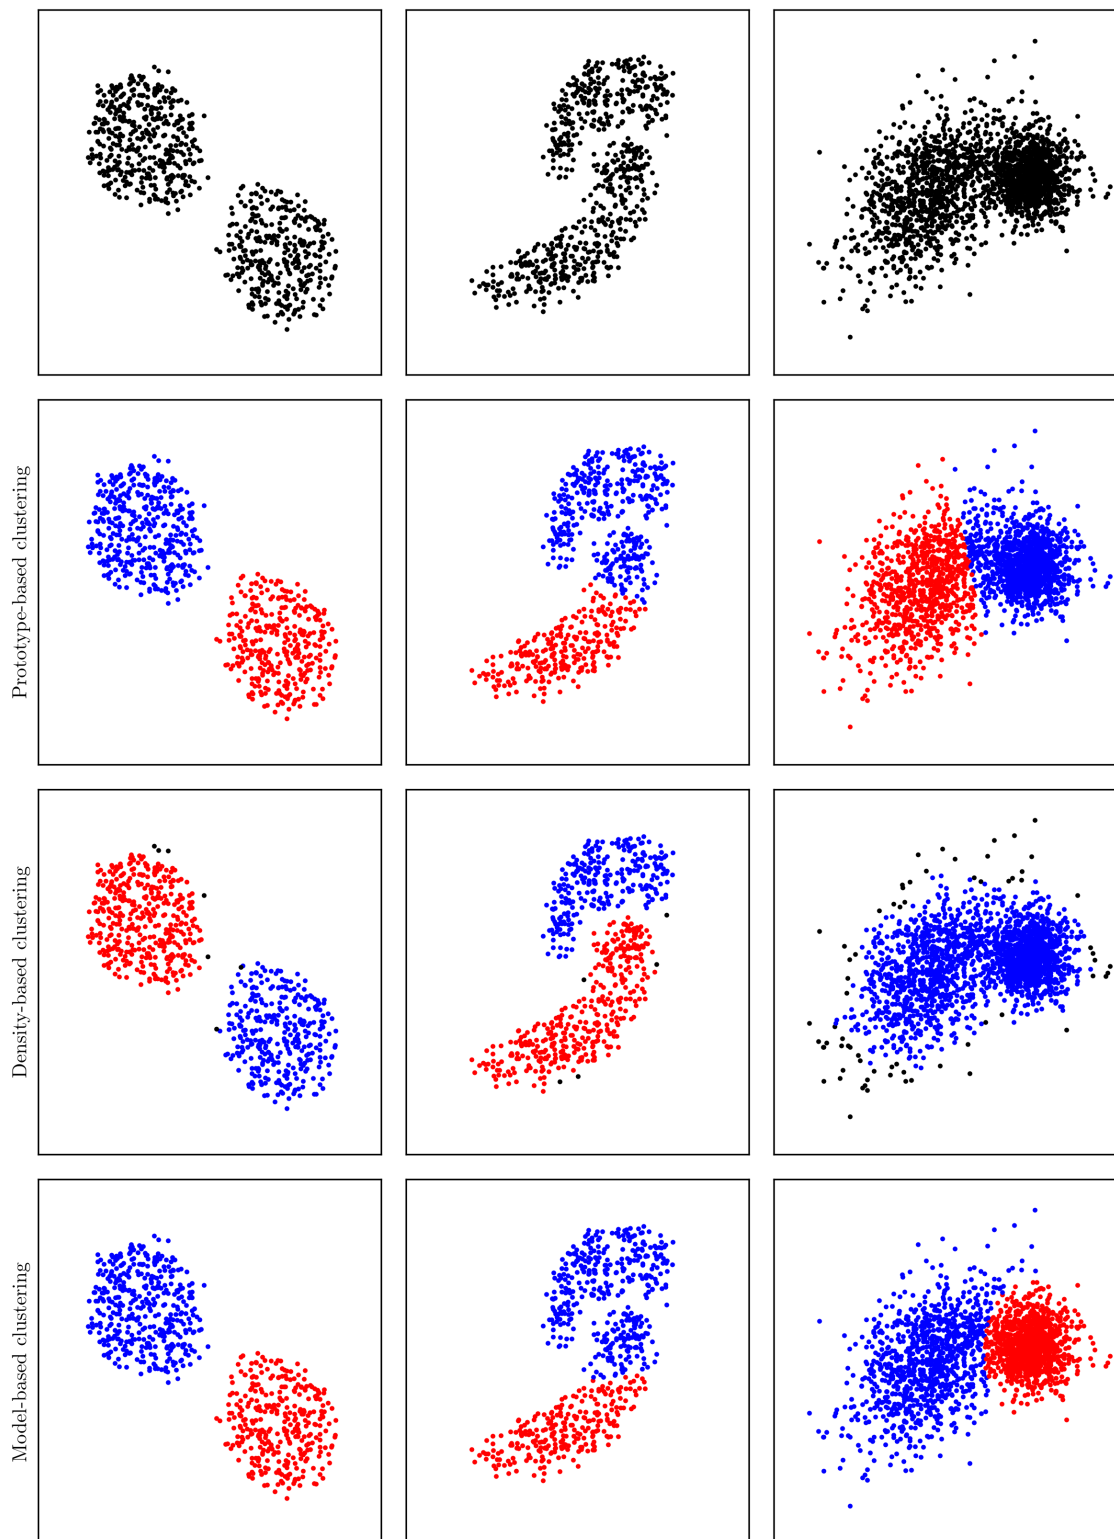 Prototype-based clustering
Density-based clustering
Model-based clustering